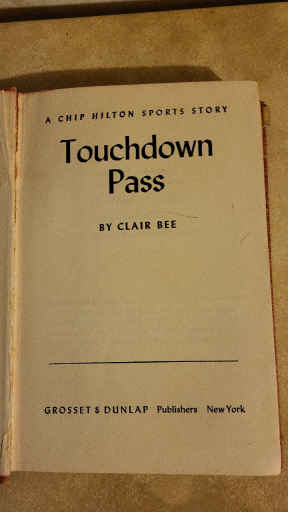 A CHIP HILTON SPORTS STORY
Touchdown
Pass
BY CLAIR BEE
GROSSET & DUNLAP Publishers New York